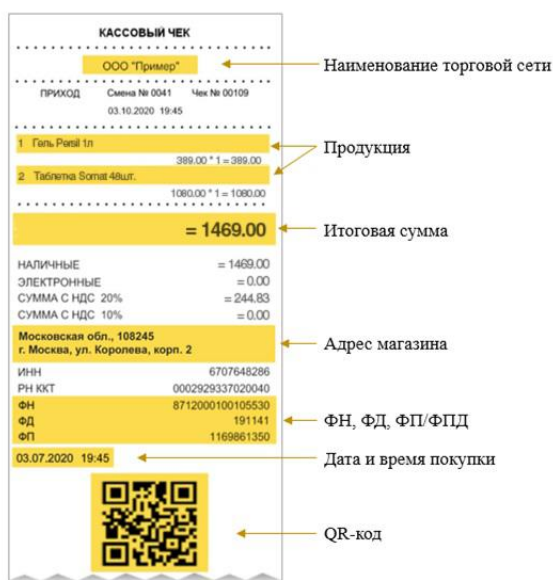 КАССОВЫЙ ЧЕК
ООО "Пример"
Наименование торговой сети
ПРИХОД Смена № 0041 Чек № 00109
03.10.2020 19:45
1 Гель Persil 1л
Продукция
389.00 * 1 = 389.00
2 Таблетка Somat 48шт.
1080.00 * 1 = 1080.00
= 1469.00
Итоговая сумма
НАЛИЧНЫЕ = 1469.00
ЭЛЕКТРОННЫЕ = 0.00
СУММА С НДС 20% = 244.83
СУММА С НДС 10% = 0.00
Московская обл., 108245
г. Москва, ул. Королева, корп. 2
Адрес магазина
ИНН 6707648286
РН ККТ 0002929337020040
ФН 8712000100105530
ФД 191141
ФН, ФД, ФП/ФПД
ФП 1169861350
03.07.2020 19:45
Дата и время покупки
QR-код